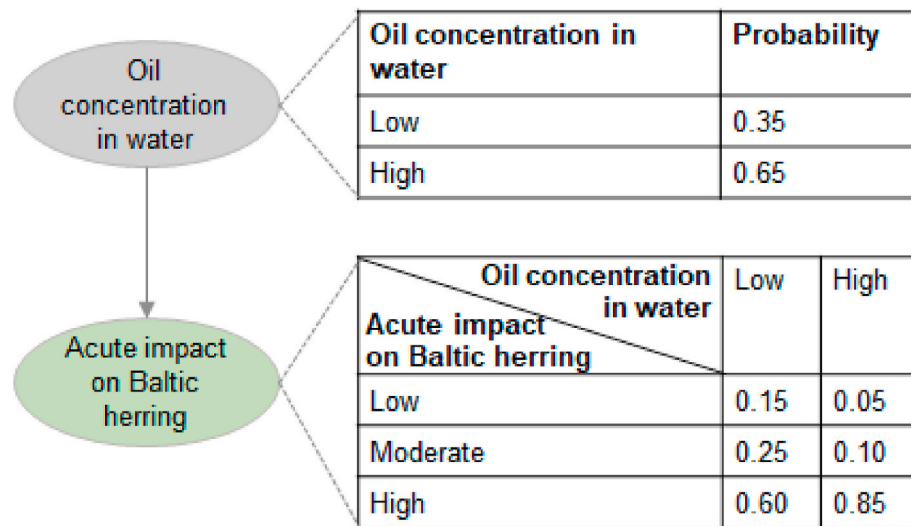 Oil
concentration
in water
Oil concentration in water Probability
Low 0.35
High 0.65
Acute impact
on Baltic
herring
Oil concentration
in water
Low High
Acute impact
on Baltic herring
Low 0.15 0.05
Moderate 0.25 0.10
High 0.60 0.85